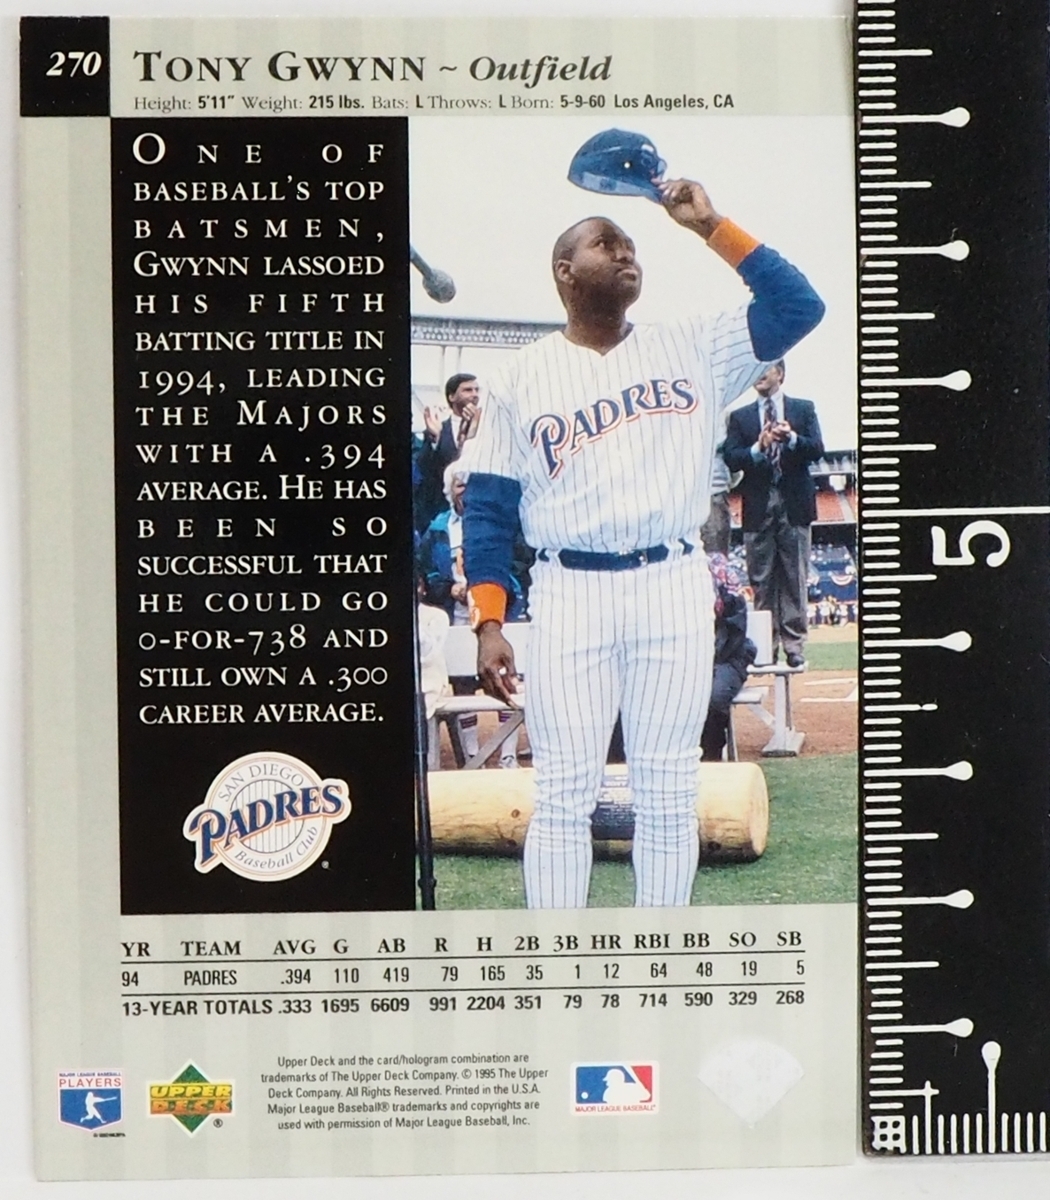 270
TONY GWYNN ~ Outfield
Height: 5'11" Weight: 215 lbs. Bats: L Throws: L Born: 5-9-60 Los Angeles, CA
ONE OF
BASEBALL'S TOP
BATSMEN,
GWYNN LASSOED
HIS FIFTH
BATTING TITLE IN
1994, LEADING
THE MAJORS
WITH A .394
AVERAGE. HE HAS
BEEN SO
SUCCESSFUL THAT
HE COULD GO
0-FOR-738 AND
STILL OWN A .300
CAREER AVERAGE.
PADRES
SAN DIEGO
PADRES
Baseball Club
®
5
YR TEAM AVG G AB R H 2B 3B HR RBI BB SO SB
94 PADRES .394 110 419 79 165 35 1 12 64 48 19 5
13-YEAR TOTALS .333 1695 6609 991 2204 351 79 78 714 590 329 268
MAJOR LEAGUE BASEBALL
PLAYERS
UPPER
DECK
®
Upper Deck and the card/hologram combination are
trademarks of The Upper Deck Company. © 1995 The Upper
Deck Company. All Rights Reserved. Printed in the U.S.A.
Major League Baseball® trademarks and copyrights are
used with permission of Major League Baseball, Inc.
MAJOR LEAGUE BASEBALL